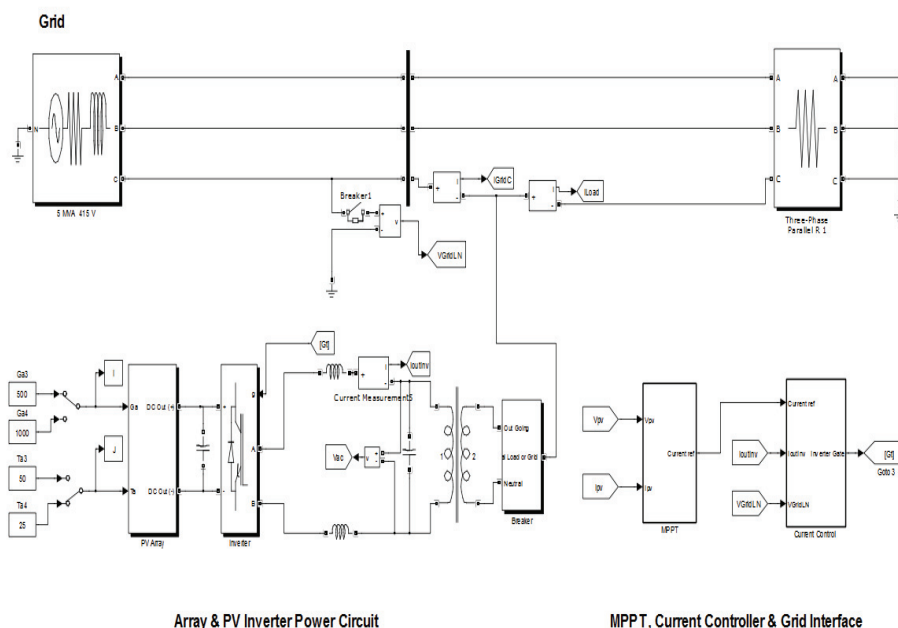 Grid
A
B
C
N
5 MVA 415 V
Breaker1
VGridLN
IGridC
ILoad
A
B
C
A
B
C
Three-Phase
Parallel R 1
Ga3
500
Ga4
1000
Ta3
50
Ta4
25
I
J
Ga
Ta
DC Out (+)
DC Out (-)
PV Array
+
-
g
A
B
Inverter
[Gt]
IoutInv
Current Measurement5
Vac
v
1
2
Out Going
al Load or Grid
Neutral
Breaker
Vpv
Ipv
Vpv
Ipv
Current ref
MPPT
IoutInv
VGridLN
Current ref
IoutInv
Inverter Gate
VGridLN
Current Control
[Gt]
Goto3
Array & PV Inverter Power Circuit
MPPT, Current Controller & Grid Interface